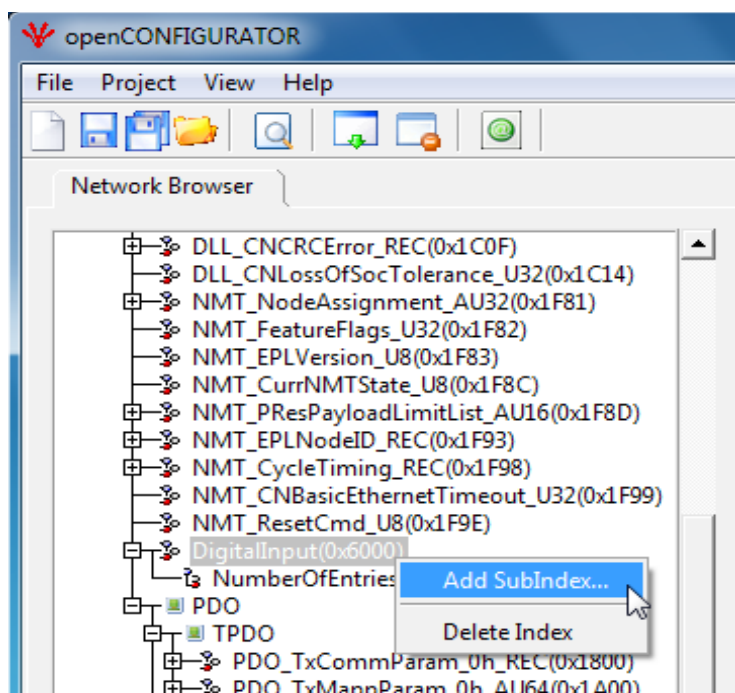 openCONFIGURATOR
File Project View Help
Network Browser
DLL_CNCRCError_REC(0x1C0F)
DLL_CNLossOfSocTolerance_U32(0x1C14)
NMT_NodeAssignment_AU32(0x1F81)
NMT_FeatureFlags_U32(0x1F82)
NMT_EPLVersion_U8(0x1F83)
NMT_CurrNMTState_U8(0x1F8C)
NMT_PResPayloadLimitList_AU16(0x1F8D)
NMT_EPLNodeID_REC(0x1F93)
NMT_CycleTiming_REC(0x1F98)
NMT_CNBasicEthernetTimeout_U32(0x1F99)
NMT_ResetCmd_U8(0x1F9E)
DigitalInput(0x6000)
NumberOfEntries
Add SubIndex...
Delete Index
PDO
TPDO
PDO_TxCommParam_0h_REC(0x1800)
PDO_TxMappParam_0h_AU64(0x1A00)